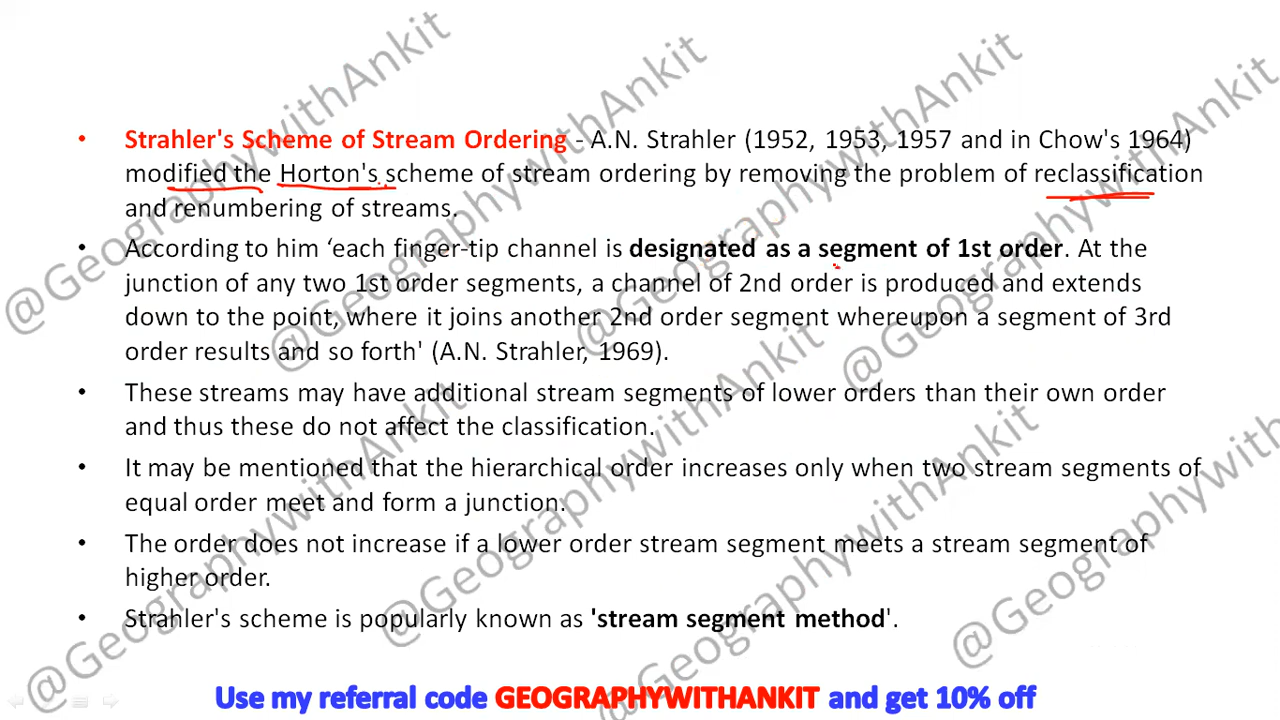 • Strahler's Scheme of Stream Ordering - A.N. Strahler (1952, 1953, 1957 and in Chow's 1964)
modified the Horton's scheme of stream ordering by removing the problem of reclassification
and renumbering of streams.
• According to him ‘each finger-tip channel is designated as a segment of 1st order. At the
junction of any two 1st order segments, a channel of 2nd order is produced and extends
down to the point, where it joins another 2nd order segment whereupon a segment of 3rd
order results and so forth' (A.N. Strahler, 1969).
• These streams may have additional stream segments of lower orders than their own order
and thus these do not affect the classification.
• It may be mentioned that the hierarchical order increases only when two stream segments of
equal order meet and form a junction.
• The order does not increase if a lower order stream segment meets a stream segment of
higher order.
• Strahler's scheme is popularly known as 'stream segment method'.
Use my referral code GEOGRAPHYWITHANKIT and get 10% off
@GeographywithAnkit
@GeographywithAnkit
@GeographywithAnkit
@GeographywithAnkit
@GeographywithAnkit
@GeographywithAnkit
@GeographywithAnkit
@GeographywithAnkit